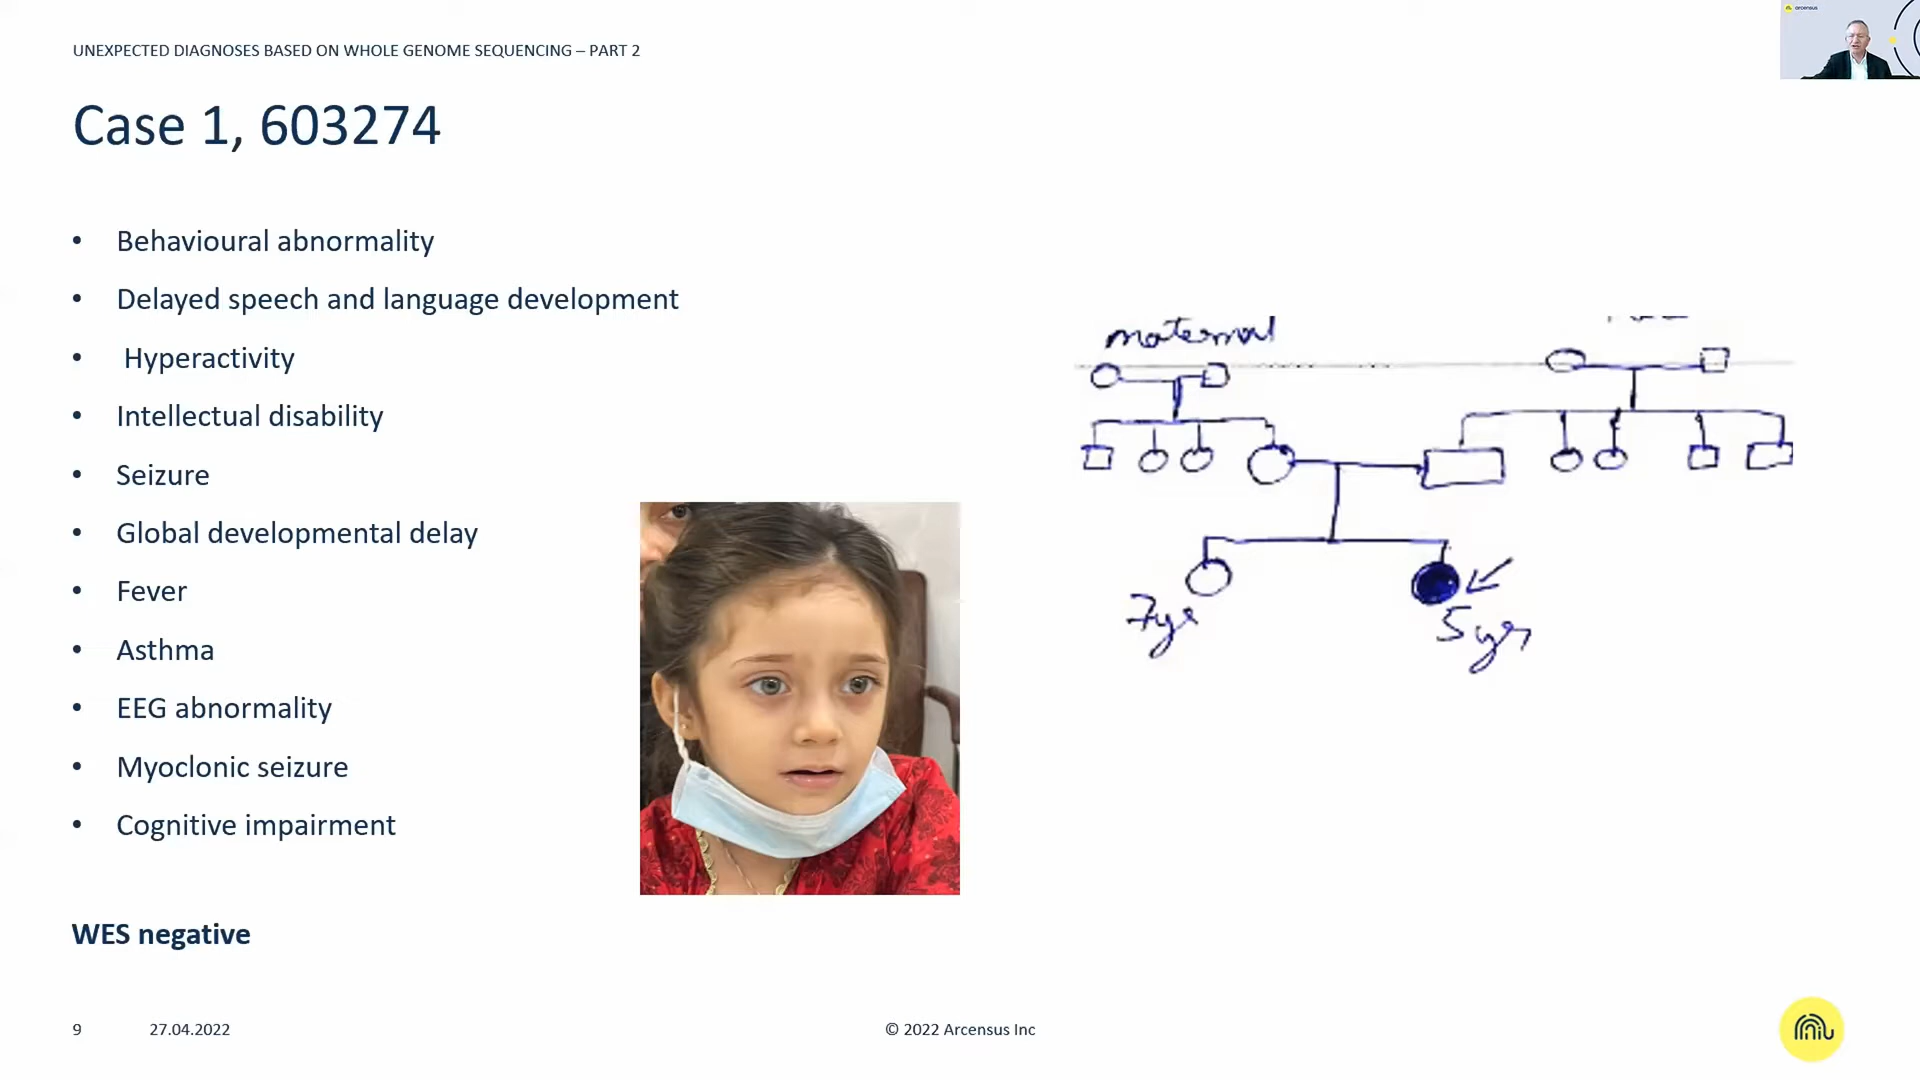 UNEXPECTED DIAGNOSES BASED ON WHOLE GENOME SEQUENCING – PART 2
arcensus
Case 1, 603274
• Behavioural abnormality
• Delayed speech and language development
• Hyperactivity
• Intellectual disability
• Seizure
• Global developmental delay
• Fever
• Asthma
• EEG abnormality
• Myoclonic seizure
• Cognitive impairment
WES negative
maternal
7yr
5yrs
9
27.04.2022
© 2022 Arcensus Inc